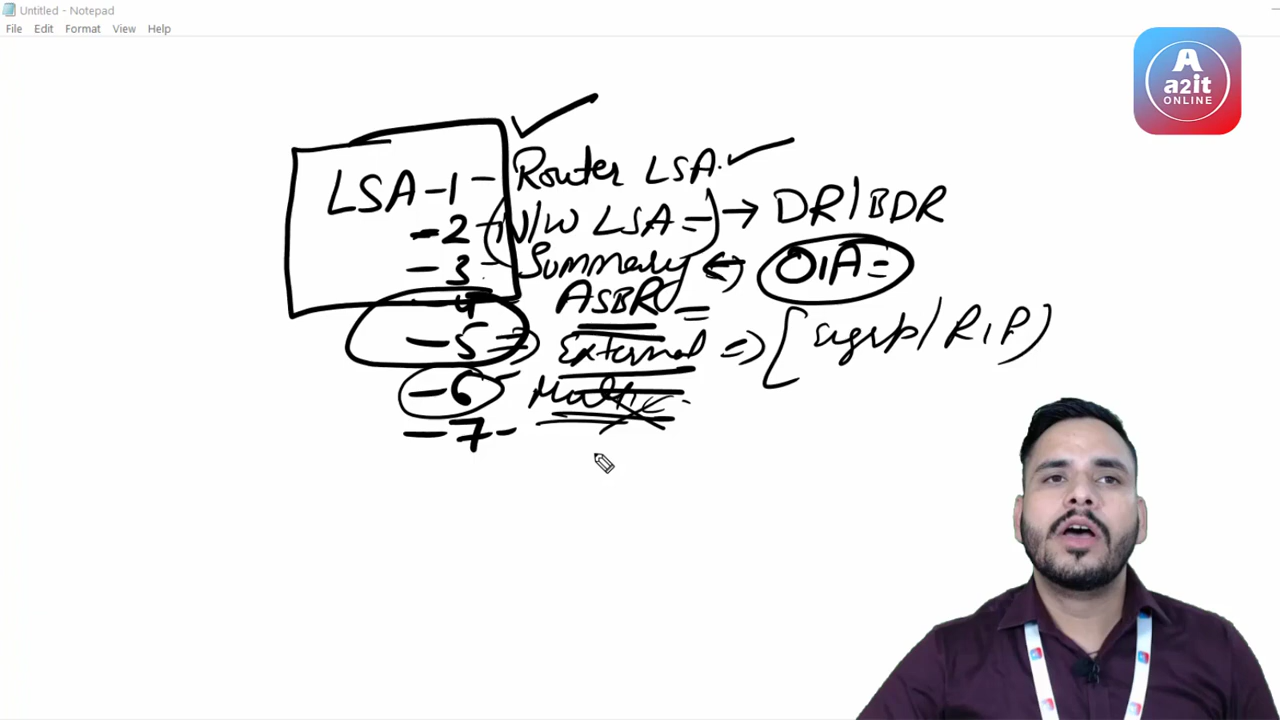 Untitled - Notepad
File Edit Format View Help
A
a2it
ONLINE
LSA-1 - Router LSA.
-2 - (N/W LSA = ) → DR/BDR
-3 - Summary ⇔ OIA =
-4 ASBR =
-5 ⇒ External ⇒ [eigrp/RIP)
-6 - Multic
-7-